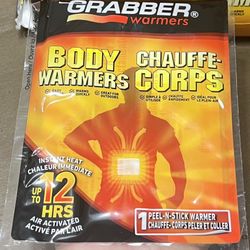 GRABBER®
warmers
BODY
WARMERS
CHAUFFE-
CORPS
INSTANT HEAT
CHALEUR IMMÉDIATE
UP TO
12
HRS
AIR ACTIVATED
ACTIVÉ PAR L'AIR
1 PEEL-N-STICK WARMER
CHAUFFE-CORPS PELER ET COLLER